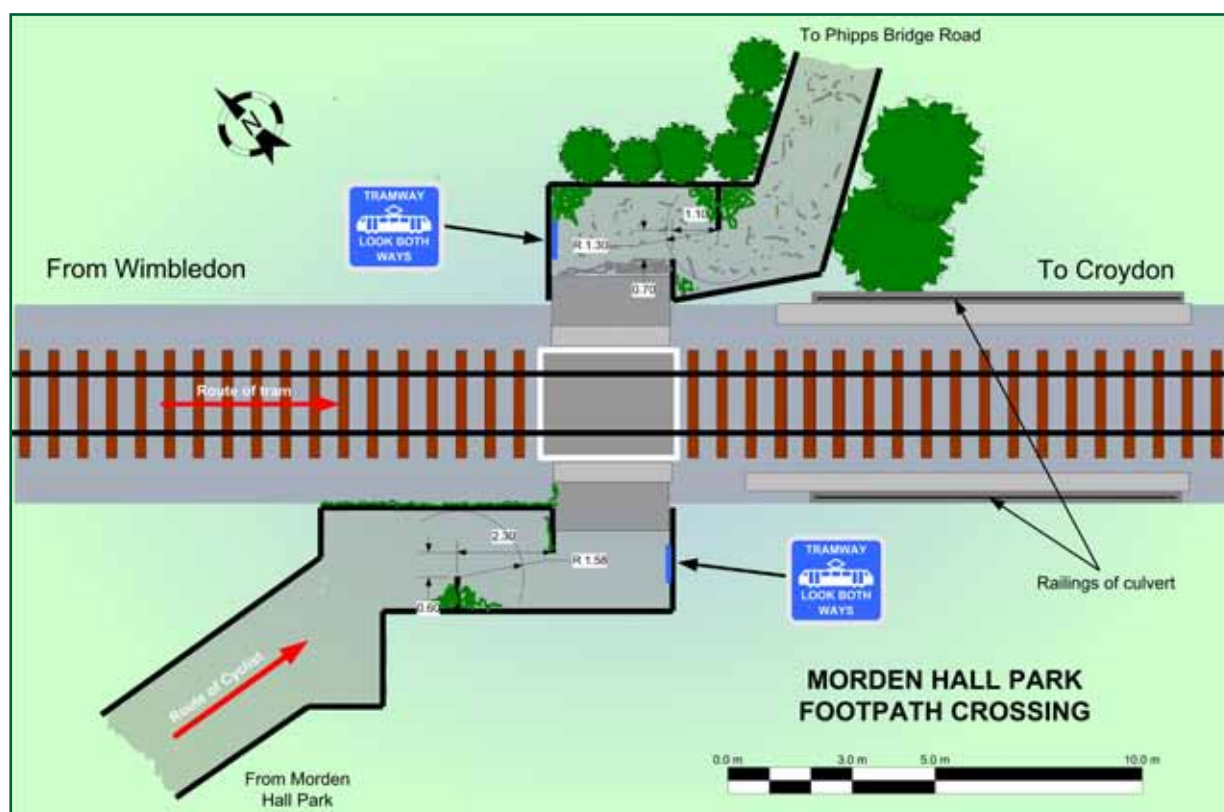 To Phipps Bridge Road
N
TRAMWAY
LOOK BOTH
WAYS
1.10
R 1.30
0.70
From Wimbledon
To Croydon
Route of tram
2.30
R 1.58
0.60
TRAMWAY
LOOK BOTH
WAYS
Railings of culvert
Route of Cyclist
From Morden
Hall Park
MORDEN HALL PARK
FOOTPATH CROSSING
0.0 m
3.0 m
5.0 m
10.0 m